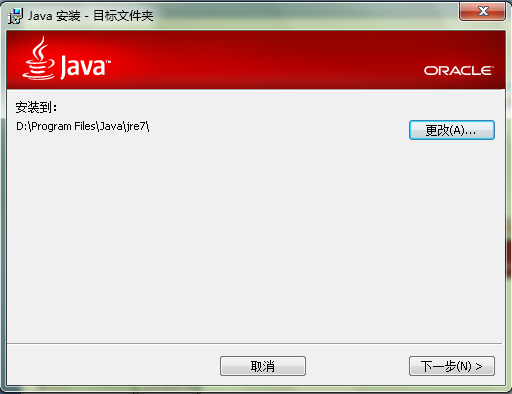 Java 安装 - 目标文件夹
Java™
ORACLE®
安装到:
D:\Program Files\Java\jre7\
更改(A)...
取消
下一步(N) >